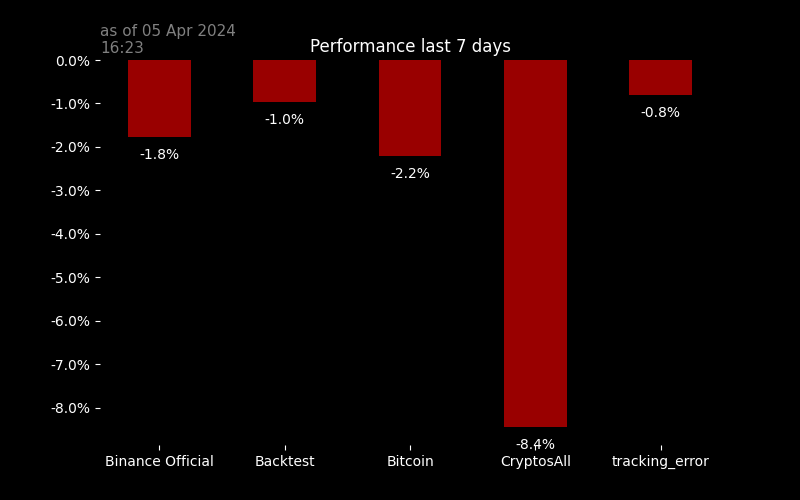 as of 05 Apr 2024
16:23
Performance last 7 days
0.0%
-1.0%
-2.0%
-3.0%
-4.0%
-5.0%
-6.0%
-7.0%
-8.0%
-1.8%
-1.0%
-2.2%
-8.4%
-0.8%
Binance Official
Backtest
Bitcoin
CryptosAll
tracking_error